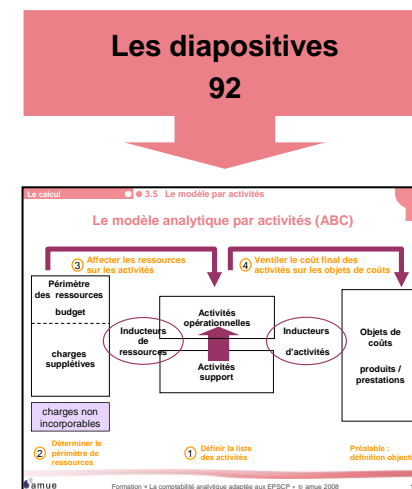 Les diapositives
92
Le calcul
3.5 Le modèle par activités
Le modèle analytique par activités (ABC)
3 Affecter les ressources
sur les activités
4 Ventiler le coût final des
activités sur les objets de coûts
Périmètre
des ressources
budget
charges
supplétives
Inducteurs
de
ressources
Activités
opérationnelles
Activités
support
Inducteurs
d'activités
Objets de
coûts
produits /
prestations
charges non
incorporables
2 Déterminer le
périmètre de
ressources
1 Définir la liste
des activités
Préalable :
amue
Formation « La comptabilité analytique adaptée aux EPSCP » © amue 2008